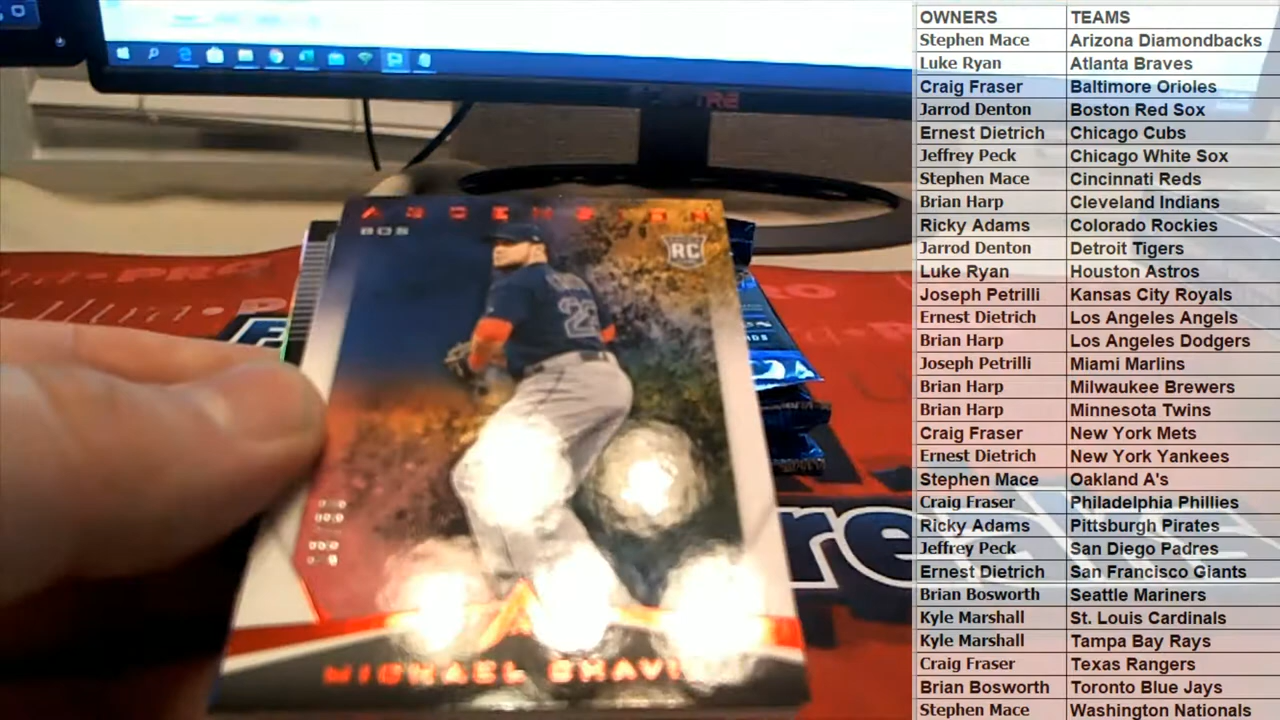 OWNERS TEAMS
Stephen Mace Arizona Diamondbacks
Luke Ryan Atlanta Braves
Craig Fraser Baltimore Orioles
Jarrod Denton Boston Red Sox
Ernest Dietrich Chicago Cubs
Jeffrey Peck Chicago White Sox
Stephen Mace Cincinnati Reds
Brian Harp Cleveland Indians
Ricky Adams Colorado Rockies
Jarrod Denton Detroit Tigers
Luke Ryan Houston Astros
Joseph Petrilli Kansas City Royals
Ernest Dietrich Los Angeles Angels
Brian Harp Los Angeles Dodgers
Joseph Petrilli Miami Marlins
Brian Harp Milwaukee Brewers
Brian Harp Minnesota Twins
Craig Fraser New York Mets
Ernest Dietrich New York Yankees
Stephen Mace Oakland A's
Craig Fraser Philadelphia Phillies
Ricky Adams Pittsburgh Pirates
Jeffrey Peck San Diego Padres
Ernest Dietrich San Francisco Giants
Brian Bosworth Seattle Mariners
Kyle Marshall St. Louis Cardinals
Kyle Marshall Tampa Bay Rays
Craig Fraser Texas Rangers
Brian Bosworth Toronto Blue Jays
Stephen Mace Washington Nationals
ASCENSION
BOS
RC
MICHAEL CHAVI